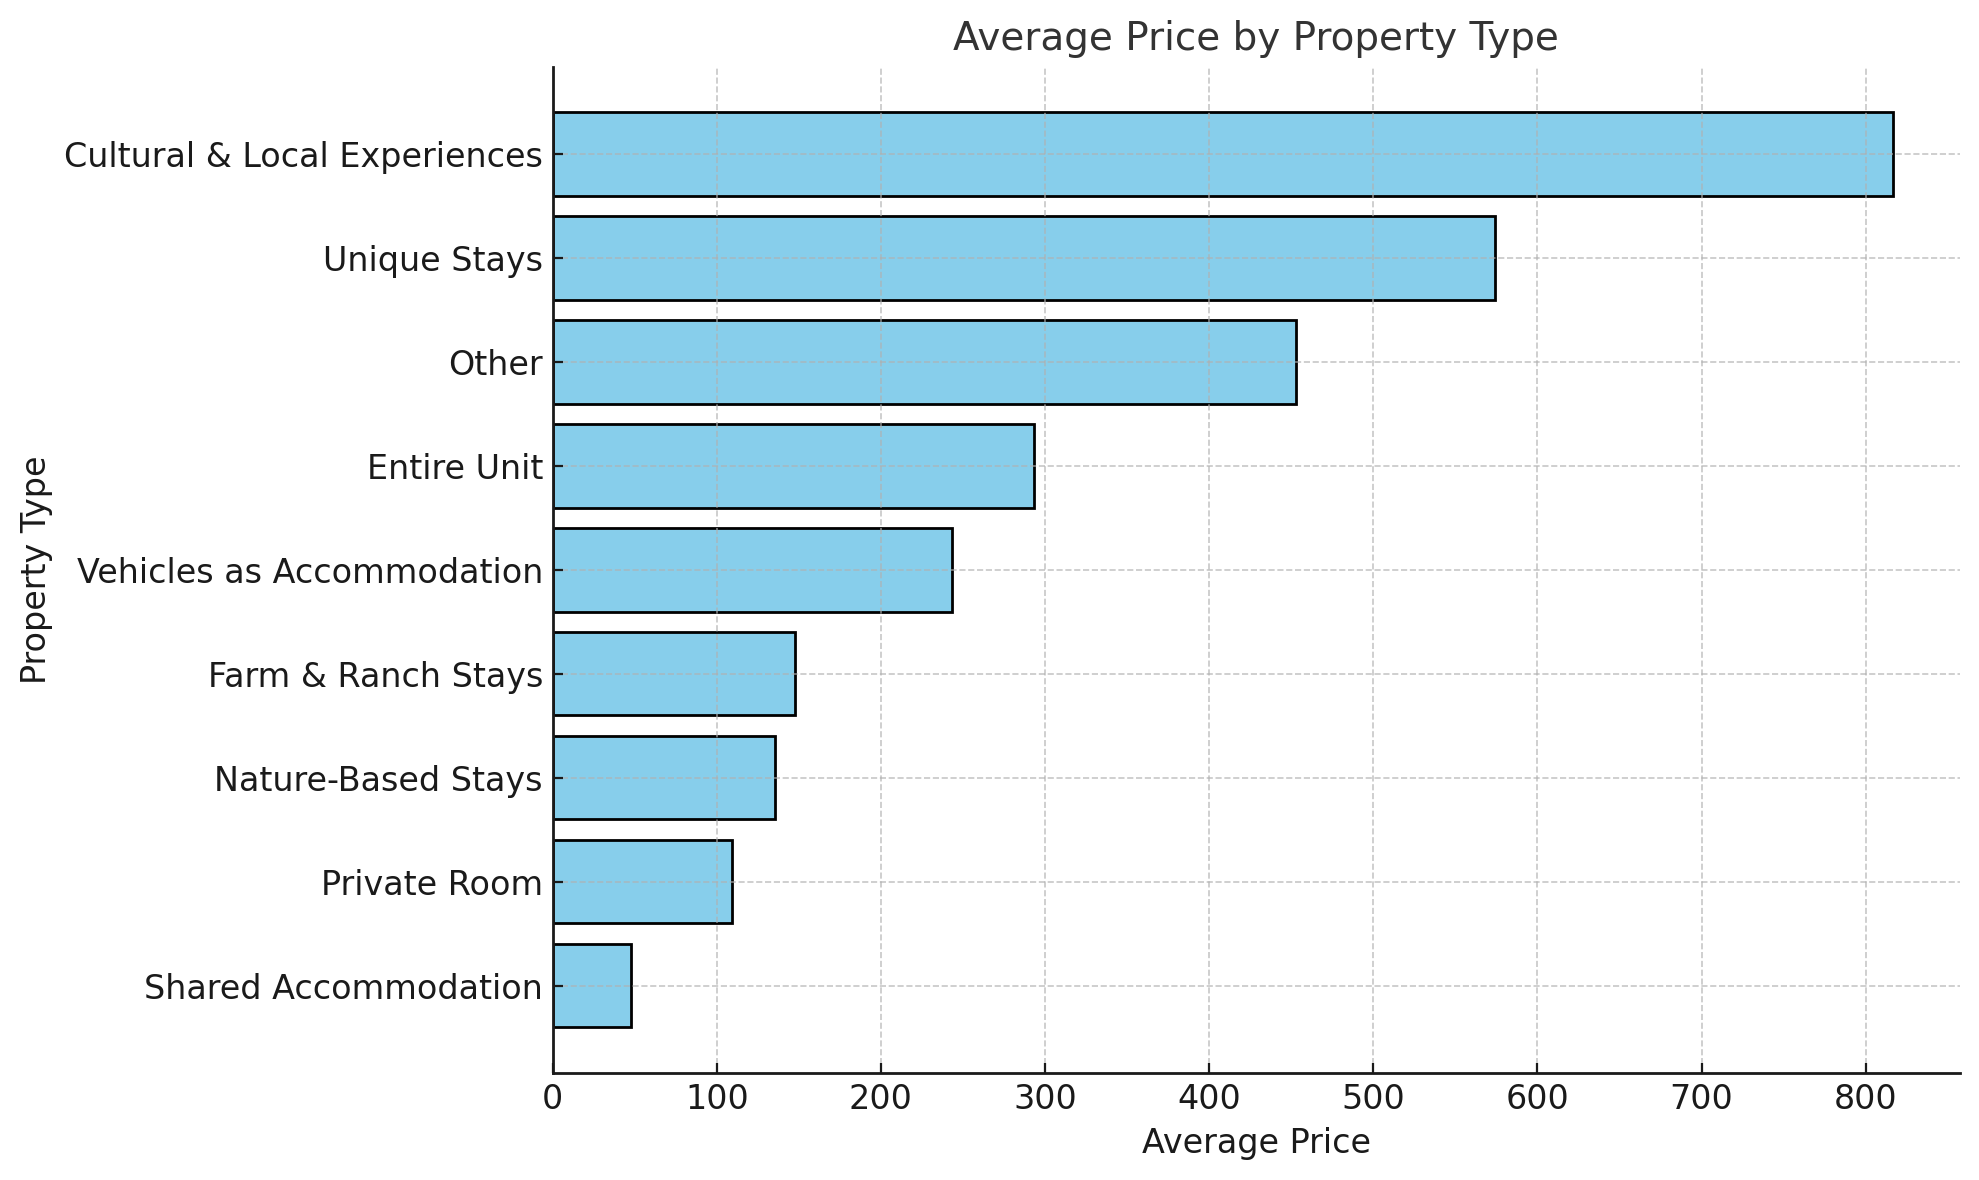 Average Price by Property Type
Cultural & Local Experiences
Unique Stays
Other
Entire Unit
Vehicles as Accommodation
Farm & Ranch Stays
Nature-Based Stays
Private Room
Shared Accommodation
Property Type
0 100 200 300 400 500 600 700 800
Average Price